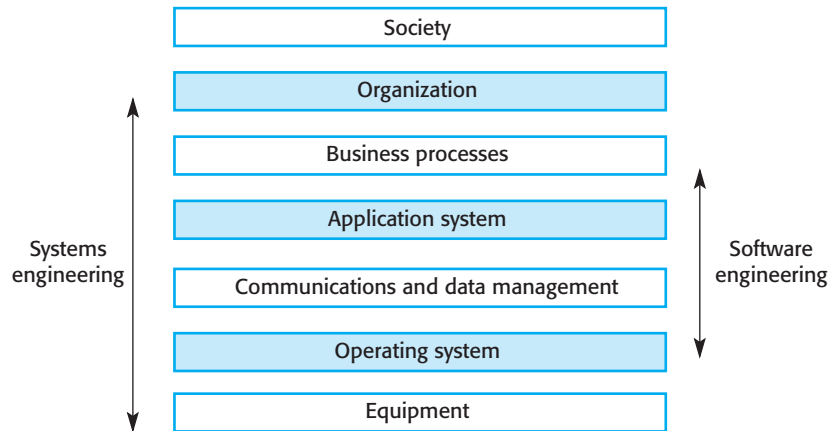 Society
Organization
Business processes
Application system
Systems
engineering
Software
engineering
Communications and data management
Operating system
Equipment